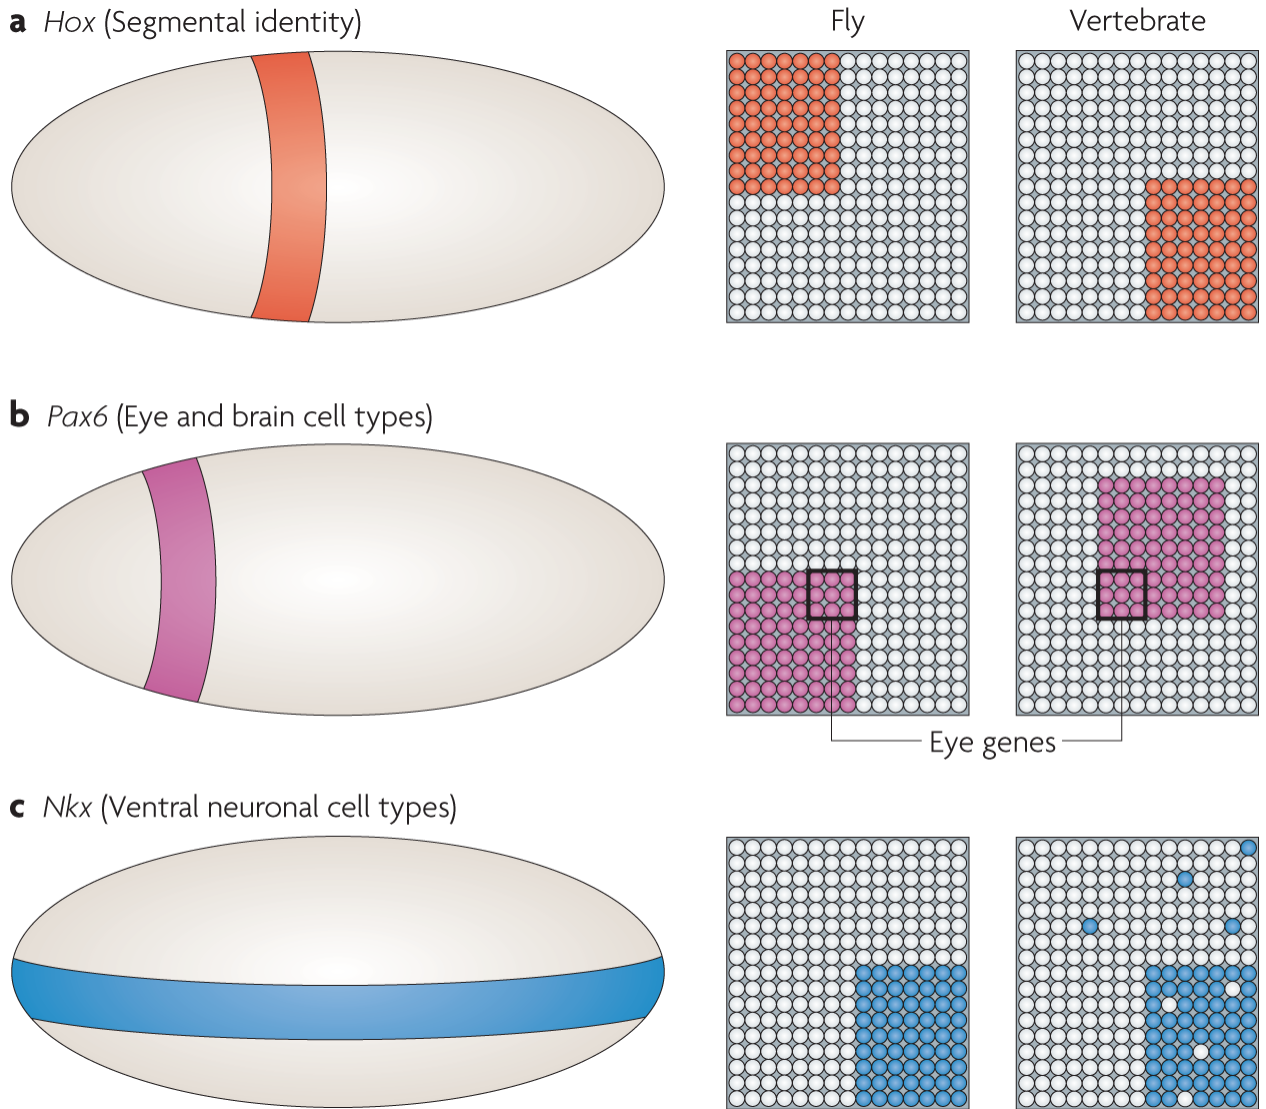 a Hox (Segmental identity)
Fly
Vertebrate
b Pax6 (Eye and brain cell types)
Eye genes
c Nkx (Ventral neuronal cell types)